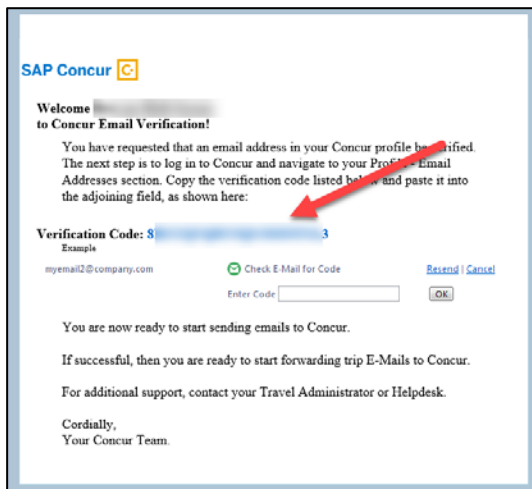 SAP Concur C
Welcome
to Concur Email Verification!
You have requested that an email address in your Concur profile be verified.
The next step is to log in to Concur and navigate to your Profile - Email
Addresses section. Copy the verification code listed below and paste it into
the adjoining field, as shown here:
Verification Code: 8 3
Example
myemail2@company.com Check E-Mail for Code Resend | Cancel
Enter Code OK
You are now ready to start sending emails to Concur.
If successful, then you are ready to start forwarding trip E-Mails to Concur.
For additional support, contact your Travel Administrator or Helpdesk.
Cordially,
Your Concur Team.